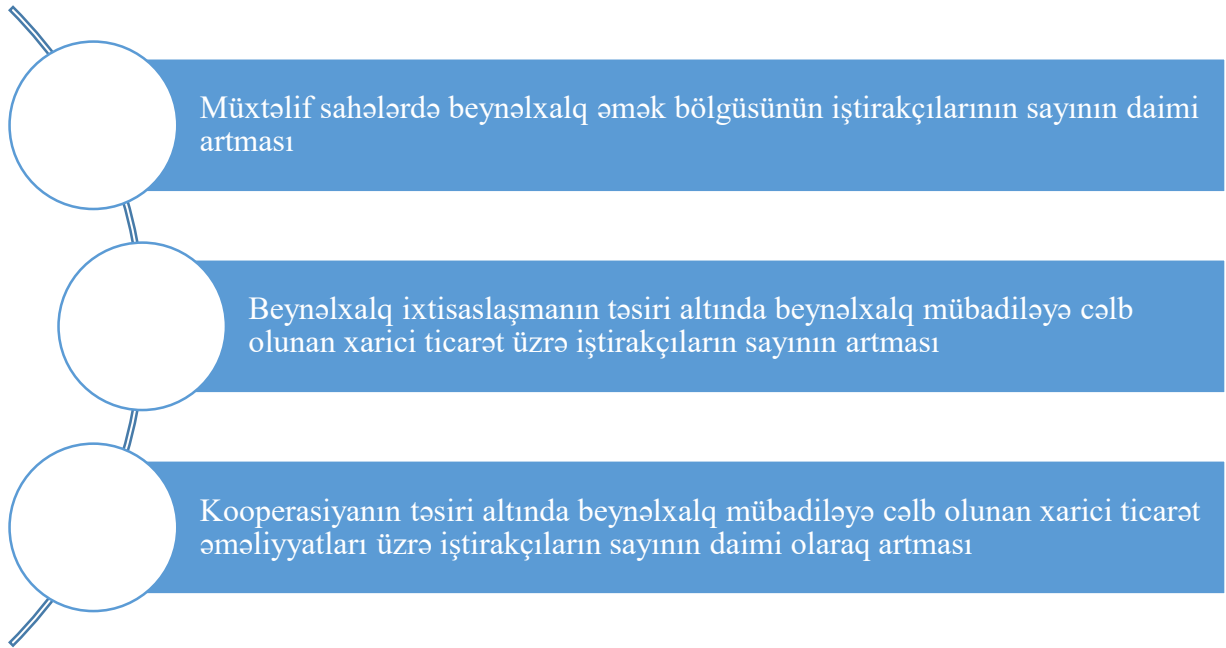 Müxtəlif sahələrdə beynəlxalq əmək bölgüsünün iştirakçılarının sayının daimi
artması
Beynəlxalq ixtisaslaşmanın təsiri altında beynəlxalq mübadiləyə cəlb
olunan xarici ticarət üzrə iştirakçıların sayının artması
Kooperasiyanın təsiri altında beynəlxalq mübadiləyə cəlb olunan xarici ticarət
əməliyyatları üzrə iştirakçıların sayının daimi olaraq artması